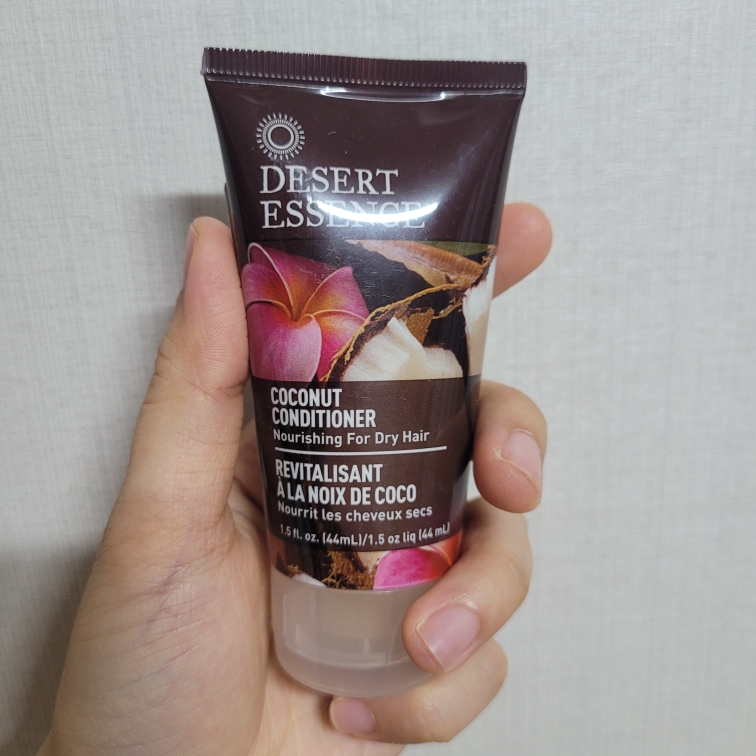 DESERT
ESSENCE
COCONUT
CONDITIONER
Nourishing For Dry Hair
REVITALISANT
À LA NOIX DE COCO
Nourrit les cheveux secs
1.5 fl. oz. (44mL)/1.5 oz liq (44 mL)